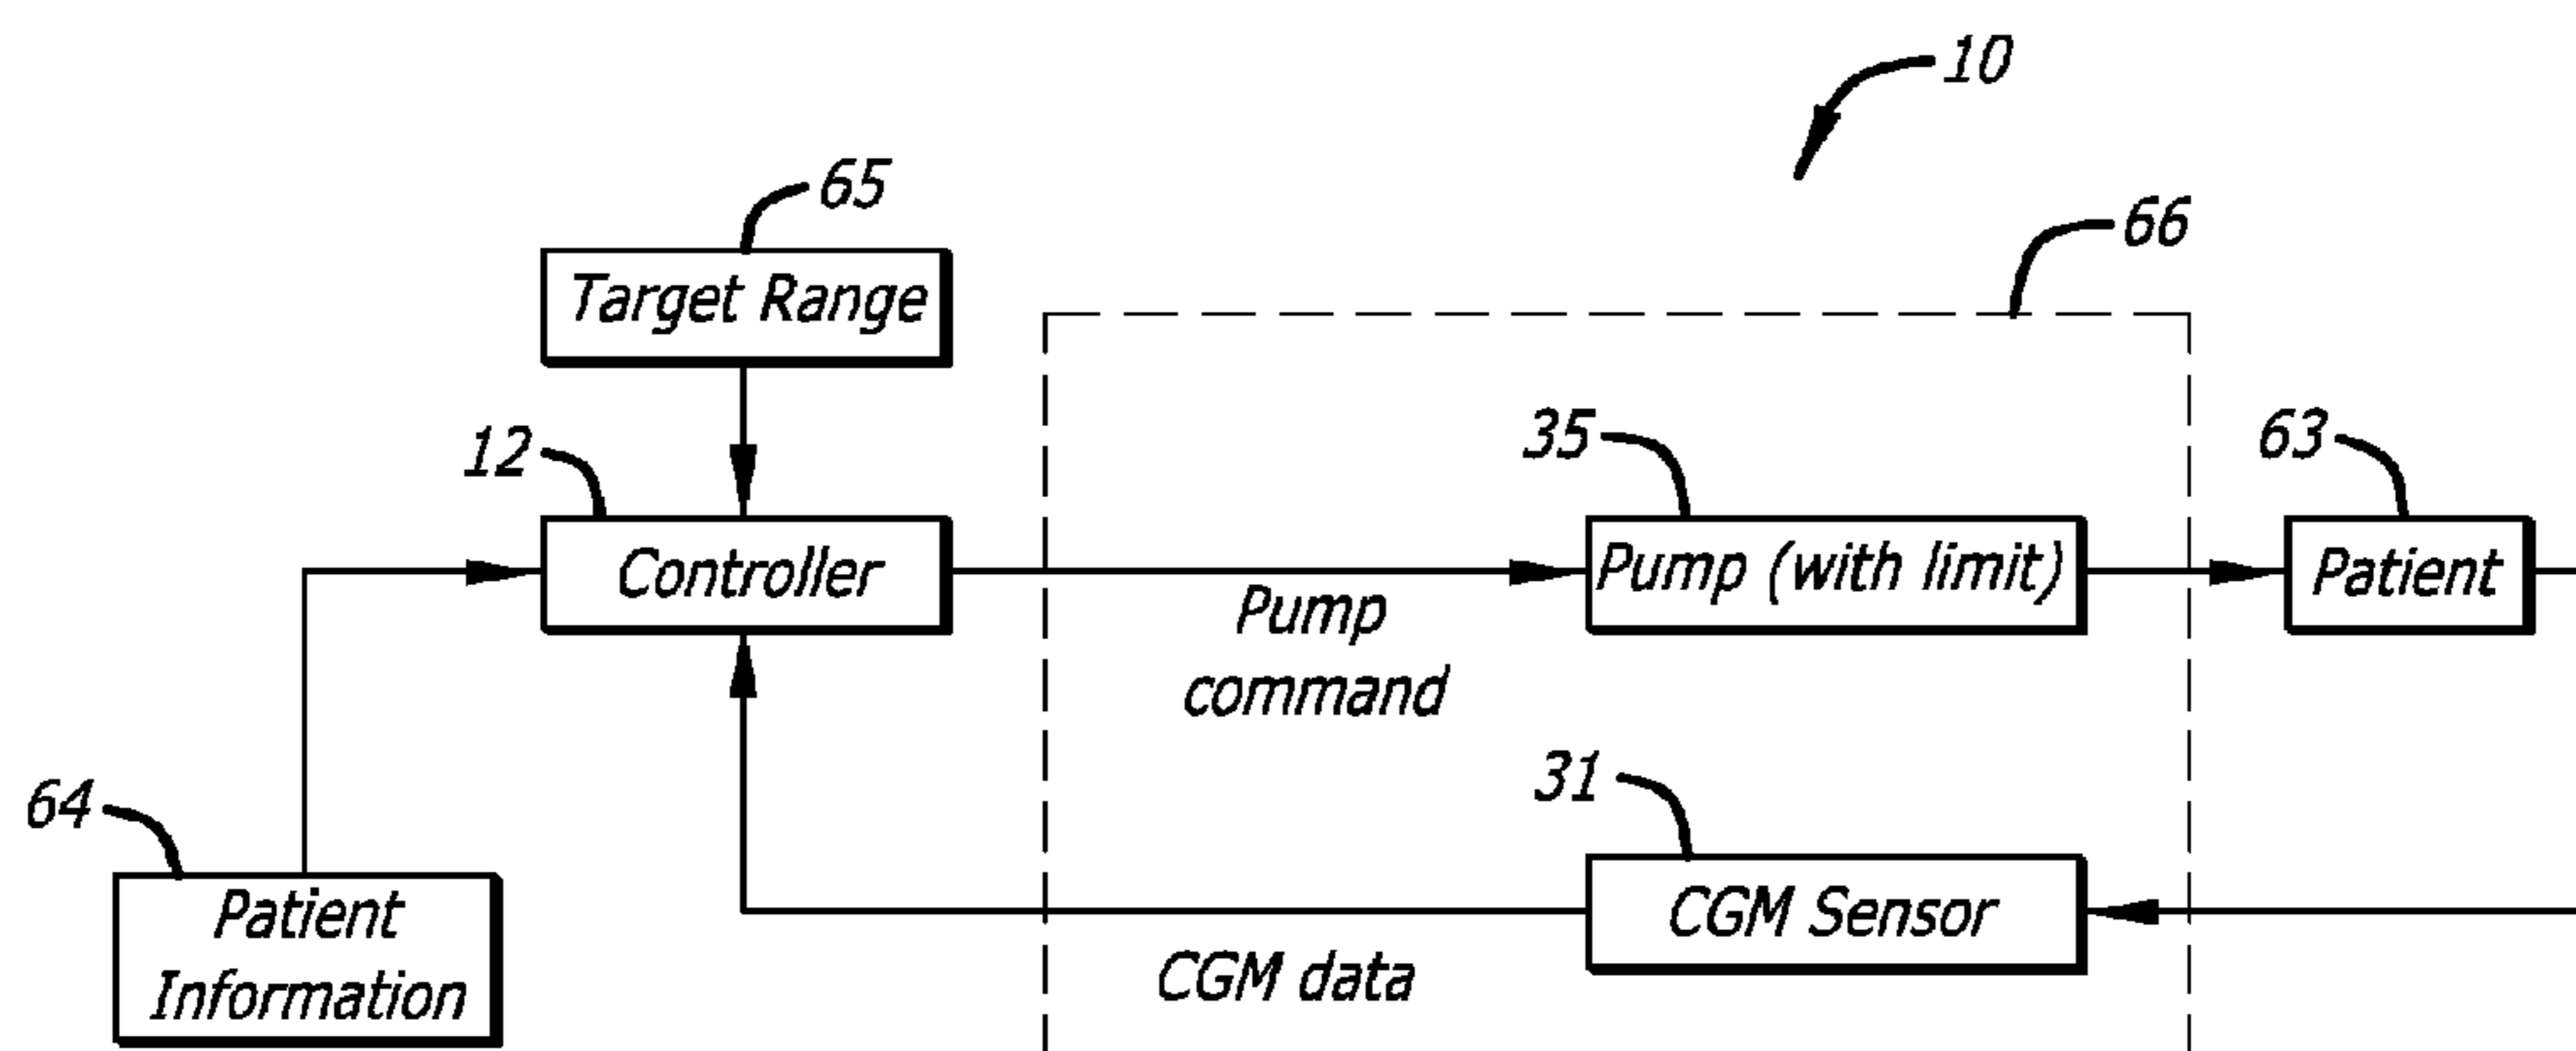 10
65
66
Target Range
12
35
63
Controller
Pump (with limit)
Patient
Pump
command
64
31
Patient
Information
CGM Sensor
CGM data